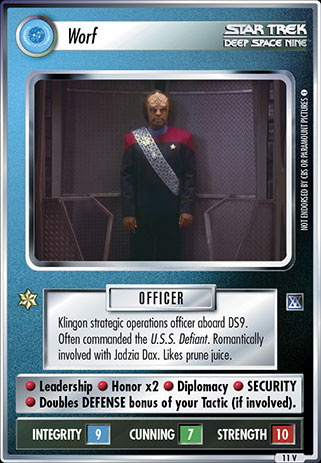 Worf
STAR TREK
DEEP SPACE NINE
NOT ENDORSED BY CBS OR PARAMOUNT PICTURES
OFFICER
Klingon strategic operations officer aboard DS9.
Often commanded the U.S.S. Defiant. Romantically
involved with Jadzia Dax. Likes prune juice.
● Leadership ● Honor x2 ● Diplomacy ● SECURITY
● Doubles DEFENSE bonus of your Tactic (if involved).
INTEGRITY 9 CUNNING 7 STRENGTH 10
11 V